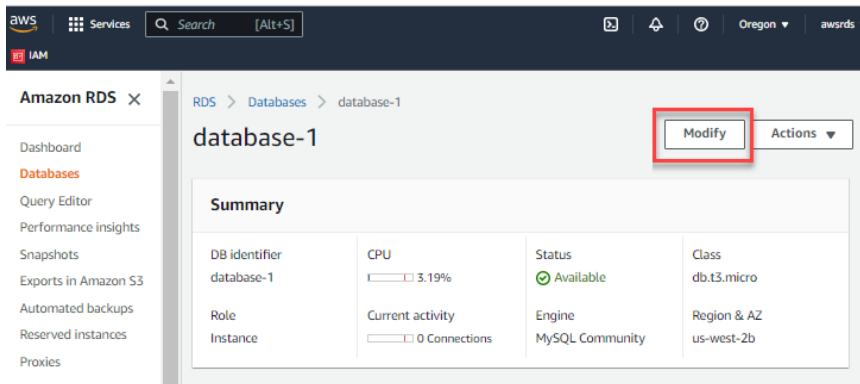 aws Services Search [Alt+S] Oregon awsrds
IAM
Amazon RDS
RDS > Databases > database-1
database-1
Modify Actions
Dashboard
Databases
Query Editor
Performance insights
Snapshots
Exports in Amazon S3
Automated backups
Reserved instances
Proxies
Summary
DB identifier CPU Status Class
database-1 3.19% Available db.t3.micro
Role Current activity Engine Region & AZ
Instance 0 Connections MySQL Community us-west-2b